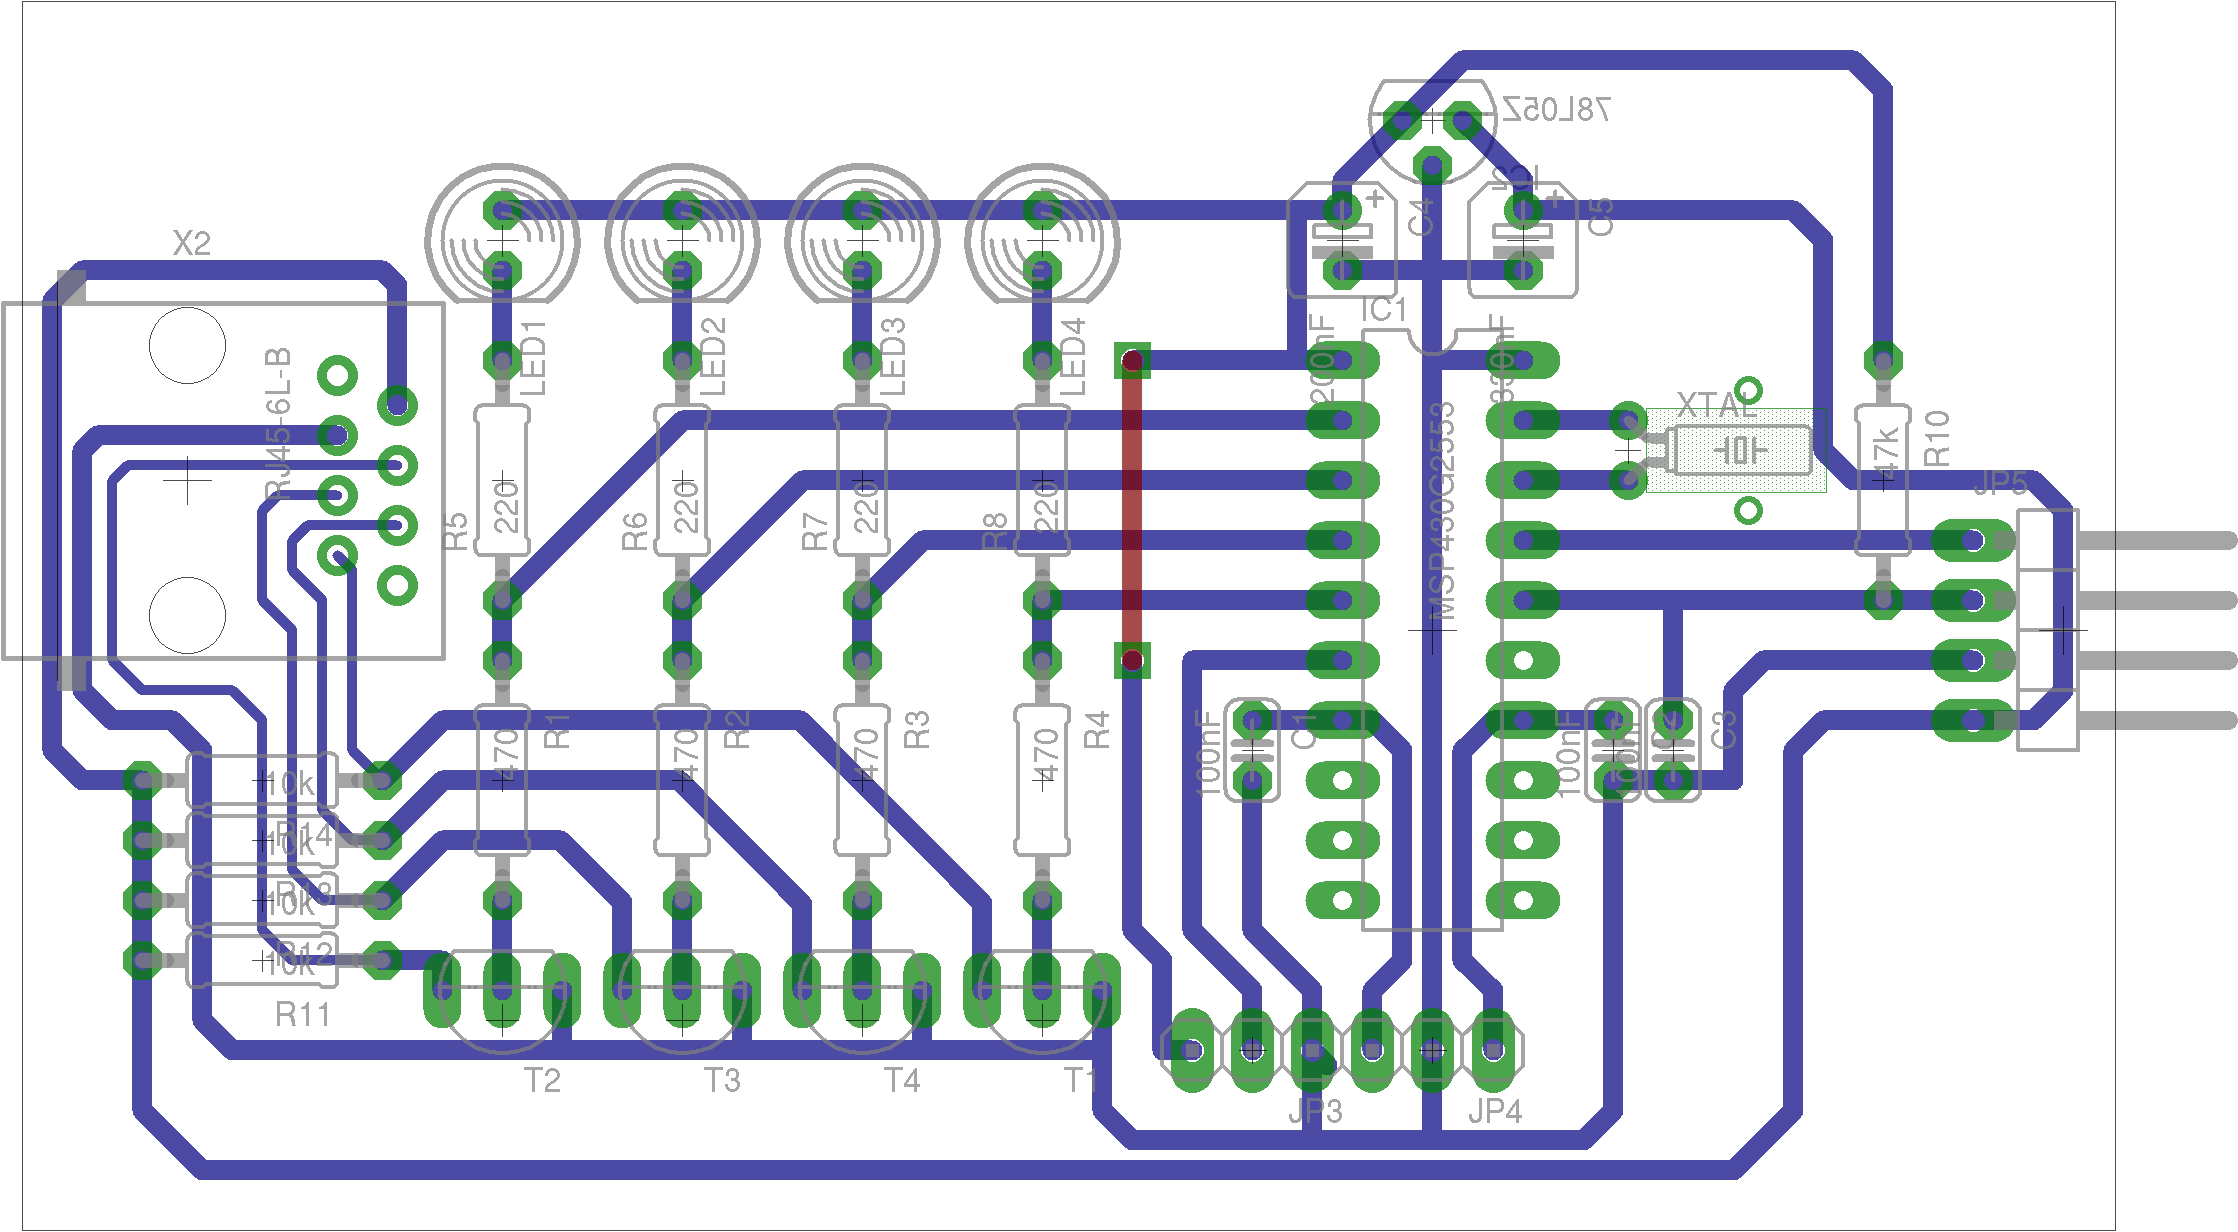 78L05Z
X2
IC2
C4
C5
IC1
LED1
LED2
LED3
LED4
200nF
330nF
RJ45-6L-B
XTAL
47k
R10
JP5
R5
220
R6
220
R7
220
R8
220
MSP430G2553
470
R1
470
R2
470
R3
470
R4
100nF
C1
100nF
C2
100nF
C3
10k
R14
10k
R13
10k
R12
10k
R11
T2
T3
T4
T1
JP3
JP4